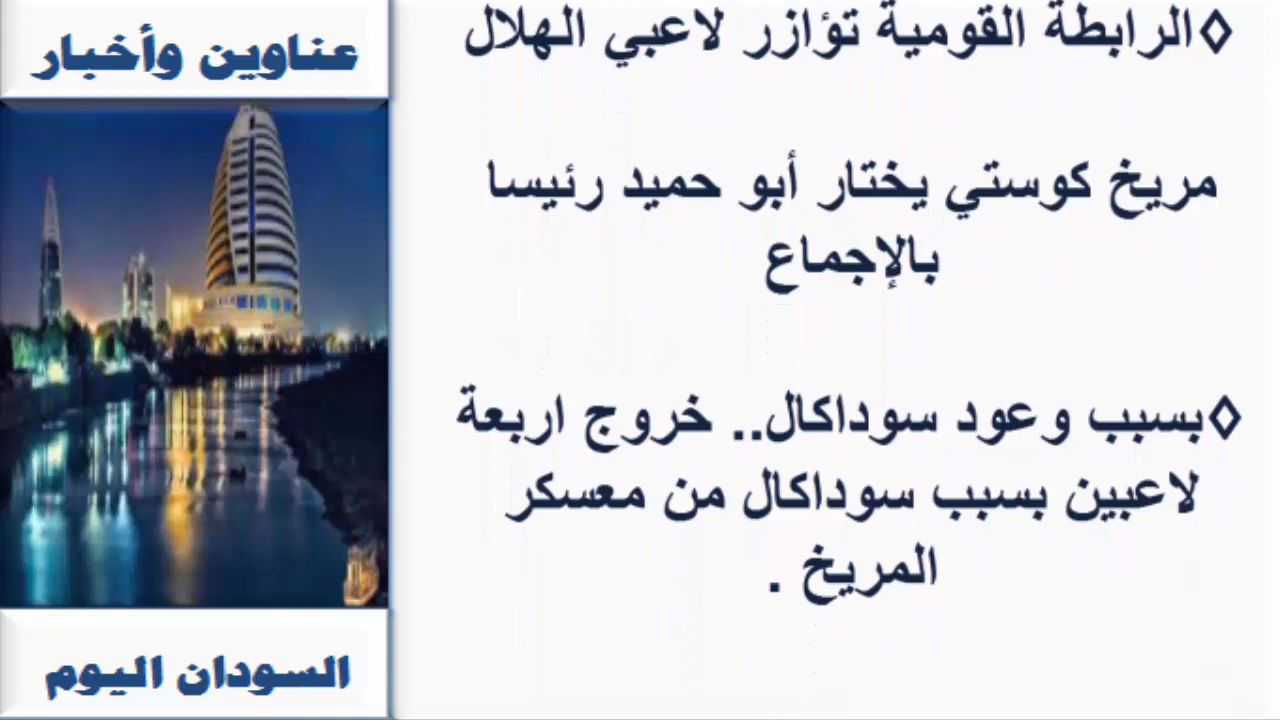 عناوين وأخبار
◊الرابطة القومية تؤازر لاعبي الهلال
مريخ كوستي يختار أبو حميد رئيسا
بالإجماع
◊بسبب وعود سوداكال.. خروج اربعة
لاعبين بسبب سوداكال من معسكر
المريخ .
السودان اليوم